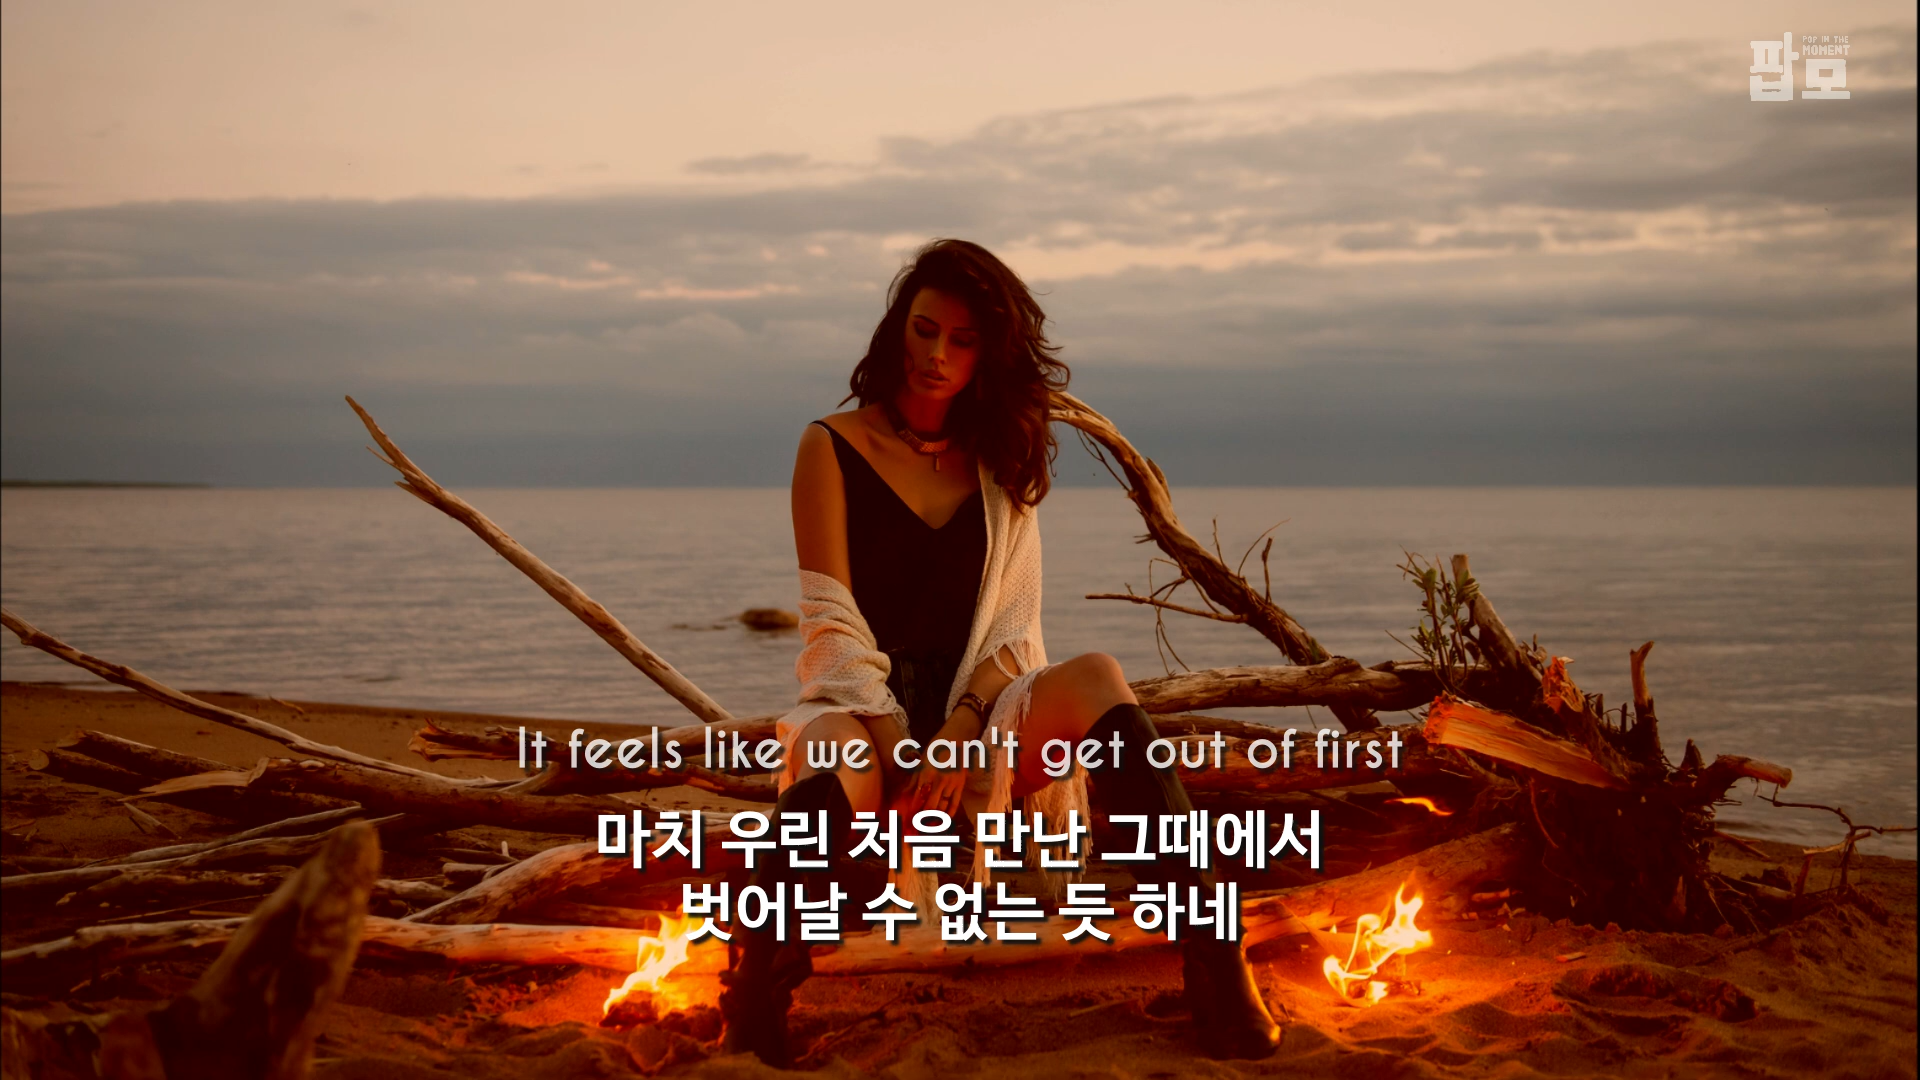 POP IN THE
MOMENT
팝모
It feels like we can't get out of first
마치 우린 처음 만난 그때에서
벗어날 수 없는 듯 하네